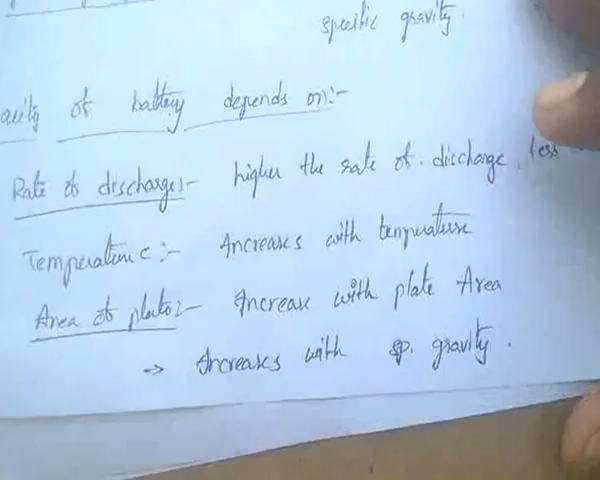 specific gravity.
acity of battery depends on:-
Rate of discharge:- higher the rate of discharge, less
Temperature:- Increases with temperature
Area of plate:- Increase with plate Area
→ Increases with sp. gravity.